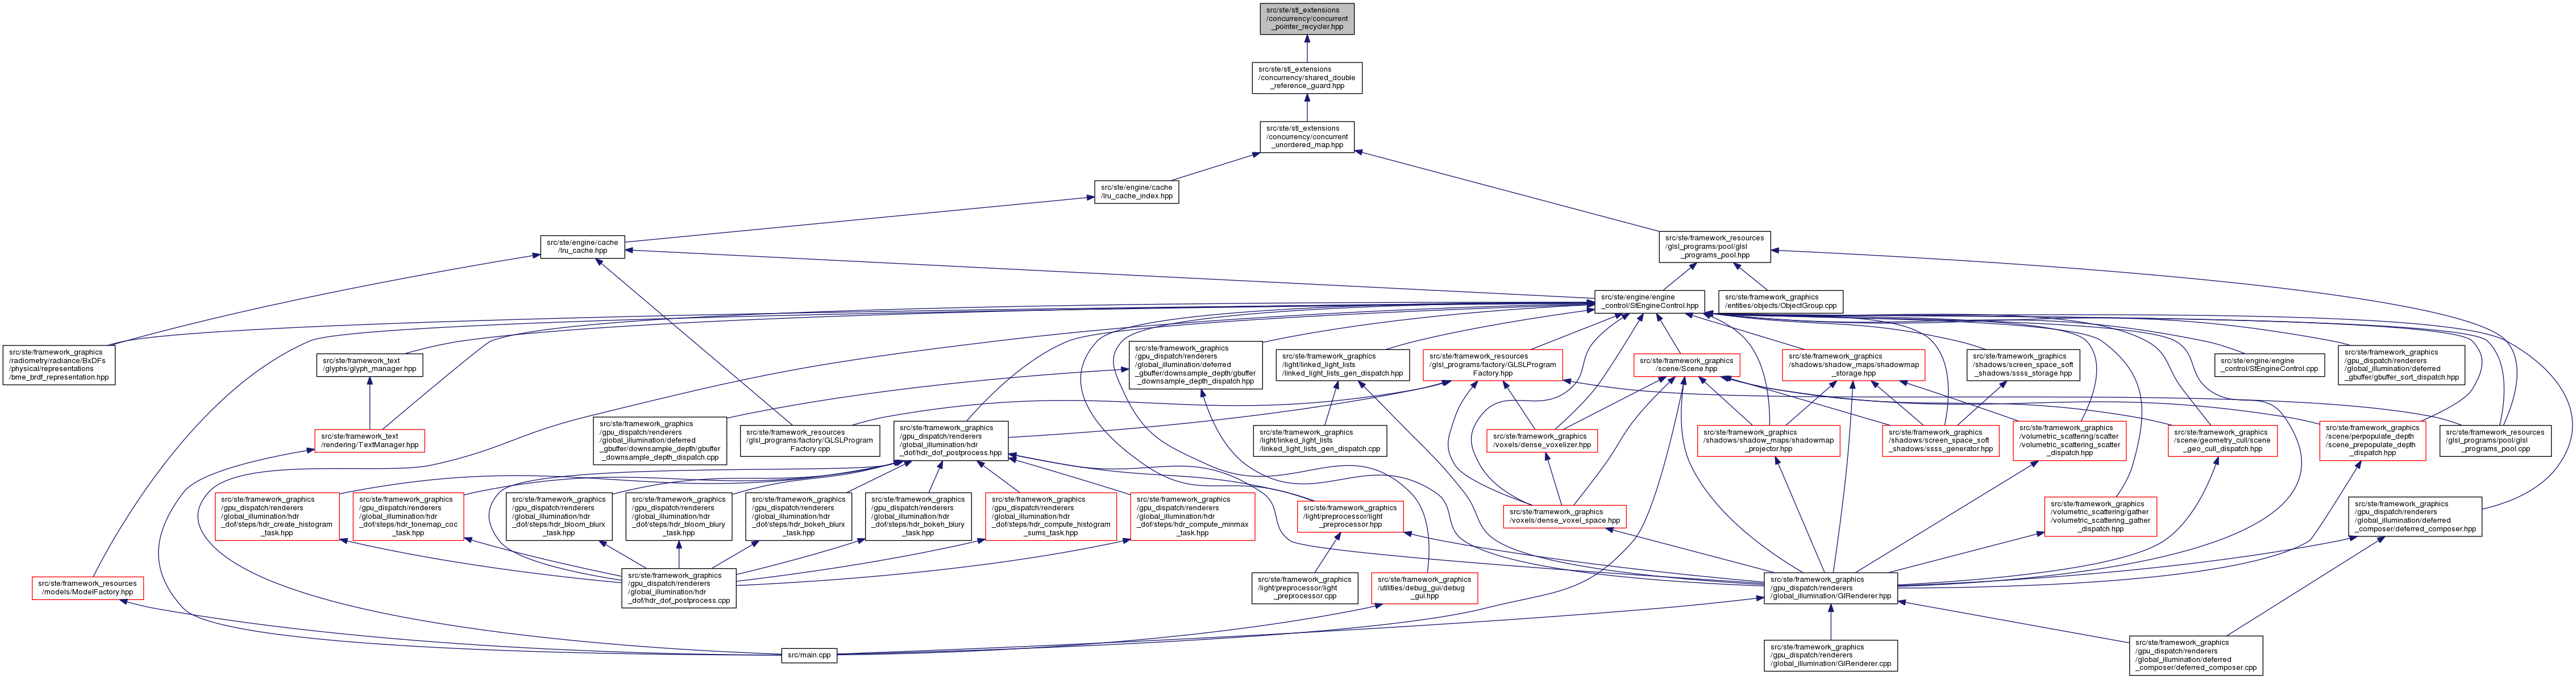 src/ste/stl_extensions
/concurrency/concurrent
_pointer_recycler.hpp
src/ste/stl_extensions
/concurrency/shared_double
_reference_guard.hpp
src/ste/stl_extensions
/concurrency/concurrent
_unordered_map.hpp
src/ste/engine/cache
/lru_cache_index.hpp
src/ste/engine/cache
/lru_cache.hpp
src/ste/framework_resources
/glsl_programs/pool/glsl
_programs_pool.hpp
src/ste/engine/engine
_control/StEngineControl.hpp
src/ste/framework_graphics
/entities/objects/ObjectGroup.cpp
src/ste/framework_graphics
/radiometry/radiance/BxDFs
/physical/representations
/bme_brdf_representation.hpp
src/ste/framework_text
/glyphs/glyph_manager.hpp
src/ste/framework_graphics
/gpu_dispatch/renderers
/global_illumination/deferred
_gbuffer/downsample_depth/gbuffer
_downsample_depth_dispatch.hpp
src/ste/framework_graphics
/light/linked_light_lists
/linked_light_lists_gen_dispatch.hpp
src/ste/framework_resources
/glsl_programs/factory/GLSLProgram
Factory.hpp
src/ste/framework_graphics
/scene/Scene.hpp
src/ste/framework_graphics
/shadows/shadow_maps/shadowmap
_storage.hpp
src/ste/framework_graphics
/shadows/screen_space_soft
_shadows/ssss_storage.hpp
src/ste/engine/engine
_control/StEngineControl.cpp
src/ste/framework_graphics
/gpu_dispatch/renderers
/global_illumination/deferred
_gbuffer/gbuffer_sort_dispatch.hpp
src/ste/framework_text
/rendering/TextManager.hpp
src/ste/framework_graphics
/gpu_dispatch/renderers
/global_illumination/deferred
_gbuffer/downsample_depth/gbuffer
_downsample_depth_dispatch.cpp
src/ste/framework_resources
/glsl_programs/factory/GLSLProgram
Factory.cpp
src/ste/framework_graphics
/gpu_dispatch/renderers
/global_illumination/hdr
_dof/hdr_dof_postprocess.hpp
src/ste/framework_graphics
/light/linked_light_lists
/linked_light_lists_gen_dispatch.cpp
src/ste/framework_graphics
/voxels/dense_voxelizer.hpp
src/ste/framework_graphics
/shadows/shadow_maps/shadowmap
_projector.hpp
src/ste/framework_graphics
/shadows/screen_space_soft
_shadows/ssss_generator.hpp
src/ste/framework_graphics
/volumetric_scattering/scatter
/volumetric_scattering_scatter
_dispatch.hpp
src/ste/framework_graphics
/scene/geometry_cull/scene
_geo_cull_dispatch.hpp
src/ste/framework_graphics
/scene/perpopulate_depth
/scene_prepopulate_depth
_dispatch.hpp
src/ste/framework_resources
/glsl_programs/pool/glsl
_programs_pool.cpp
src/ste/framework_graphics
/gpu_dispatch/renderers
/global_illumination/hdr
_dof/steps/hdr_create_histogram
_task.hpp
src/ste/framework_graphics
/gpu_dispatch/renderers
/global_illumination/hdr
_dof/steps/hdr_tonemap_coc
_task.hpp
src/ste/framework_graphics
/gpu_dispatch/renderers
/global_illumination/hdr
_dof/steps/hdr_bloom_blurx
_task.hpp
src/ste/framework_graphics
/gpu_dispatch/renderers
/global_illumination/hdr
_dof/steps/hdr_bloom_blury
_task.hpp
src/ste/framework_graphics
/gpu_dispatch/renderers
/global_illumination/hdr
_dof/steps/hdr_bokeh_blurx
_task.hpp
src/ste/framework_graphics
/gpu_dispatch/renderers
/global_illumination/hdr
_dof/steps/hdr_bokeh_blury
_task.hpp
src/ste/framework_graphics
/gpu_dispatch/renderers
/global_illumination/hdr
_dof/steps/hdr_compute_histogram
_sums_task.hpp
src/ste/framework_graphics
/gpu_dispatch/renderers
/global_illumination/hdr
_dof/steps/hdr_compute_minmax
_task.hpp
src/ste/framework_graphics
/light/preprocessor/light
_preprocessor.hpp
src/ste/framework_graphics
/voxels/dense_voxel_space.hpp
src/ste/framework_graphics
/volumetric_scattering/gather
/volumetric_scattering_gather
_dispatch.hpp
src/ste/framework_graphics
/gpu_dispatch/renderers
/global_illumination/deferred
_composer/deferred_composer.hpp
src/ste/framework_resources
/models/ModelFactory.hpp
src/ste/framework_graphics
/gpu_dispatch/renderers
/global_illumination/hdr
_dof/hdr_dof_postprocess.cpp
src/ste/framework_graphics
/light/preprocessor/light
_preprocessor.cpp
src/ste/framework_graphics
/utilities/debug_gui/debug
_gui.hpp
src/ste/framework_graphics
/gpu_dispatch/renderers
/global_illumination/GIRenderer.hpp
src/main.cpp
src/ste/framework_graphics
/gpu_dispatch/renderers
/global_illumination/GIRenderer.cpp
src/ste/framework_graphics
/gpu_dispatch/renderers
/global_illumination/deferred
_composer/deferred_composer.cpp